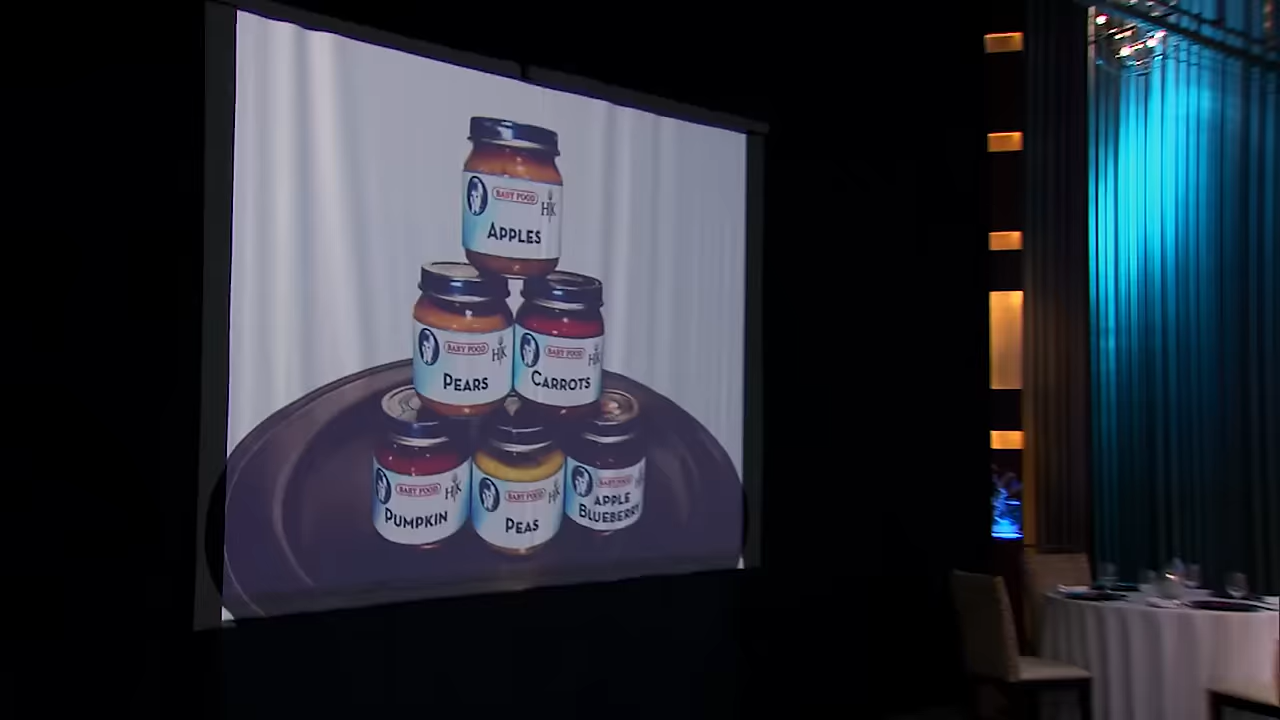 BABY FOOD
HK
APPLES
BABY FOOD
HK
PEARS
BABY FOOD
HK
CARROTS
BABY FOOD
HK
PUMPKIN
BABY FOOD
HK
PEAS
BABY FOOD
HK
APPLE
BLUEBERRY